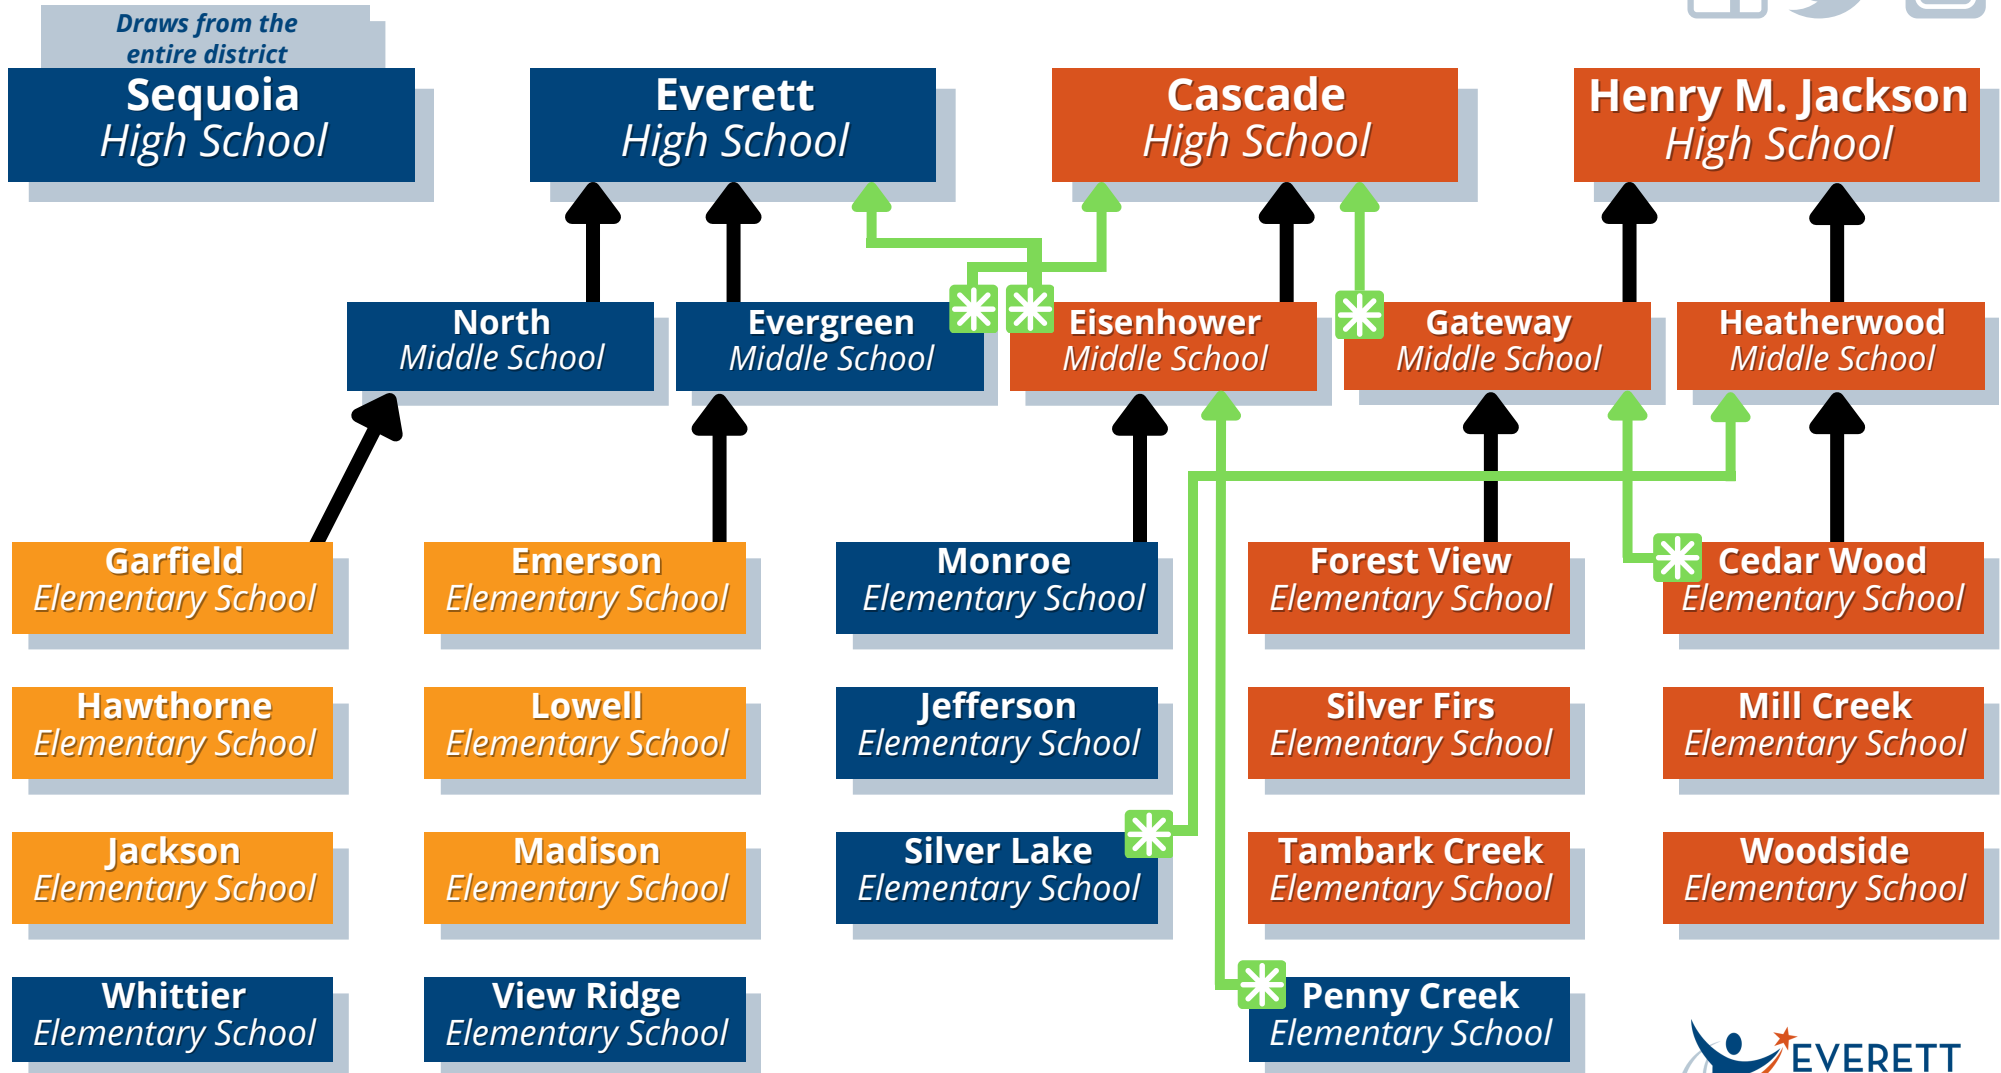 Draws from the
entire district
Sequoia
High School
Everett
High School
Cascade
High School
Henry M. Jackson
High School
North
Middle School
Evergreen
Middle School
Eisenhower
Middle School
Gateway
Middle School
Heatherwood
Middle School
Garfield
Elementary School
Emerson
Elementary School
Monroe
Elementary School
Forest View
Elementary School
Cedar Wood
Elementary School
Hawthorne
Elementary School
Lowell
Elementary School
Jefferson
Elementary School
Silver Firs
Elementary School
Mill Creek
Elementary School
Jackson
Elementary School
Madison
Elementary School
Silver Lake
Elementary School
Tambark Creek
Elementary School
Woodside
Elementary School
Whittier
Elementary School
View Ridge
Elementary School
Penny Creek
Elementary School
EVERETT